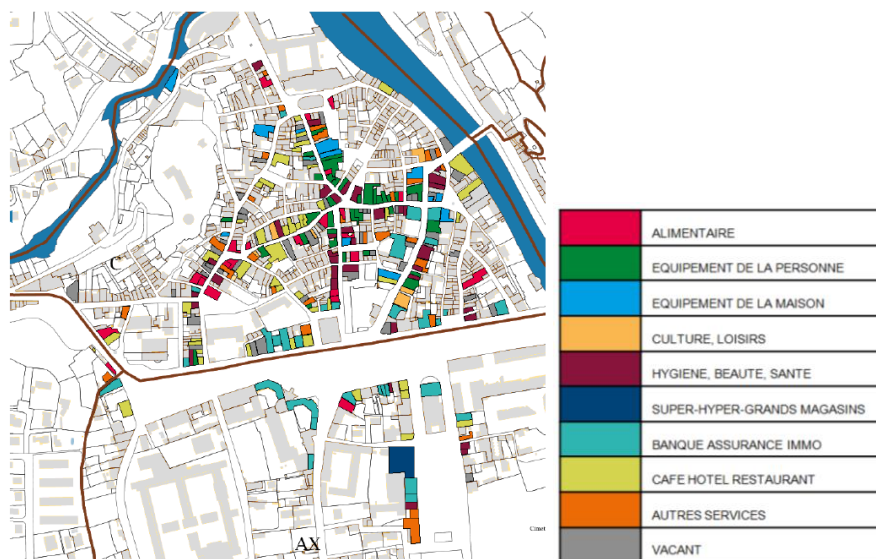 C
ALIMENTAIRE
EQUIPEMENT DE LA PERSONNE
EQUIPEMENT DE LA MAISON
CULTURE, LOISIRS
HYGIENE, BEAUTE, SANTE
SUPER-HYPER-GRANDS MAGASINS
BANQUE ASSURANCE IMMO
CAFE HOTEL RESTAURANT
AUTRES SERVICES
VACANT
AX